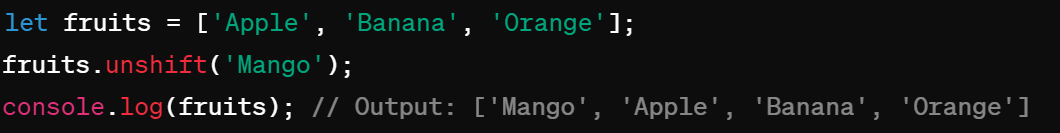 let fruits = ['Apple', 'Banana', 'Orange'];
fruits.unshift('Mango');
console.log(fruits); // Output: ['Mango', 'Apple', 'Banana', 'Orange']